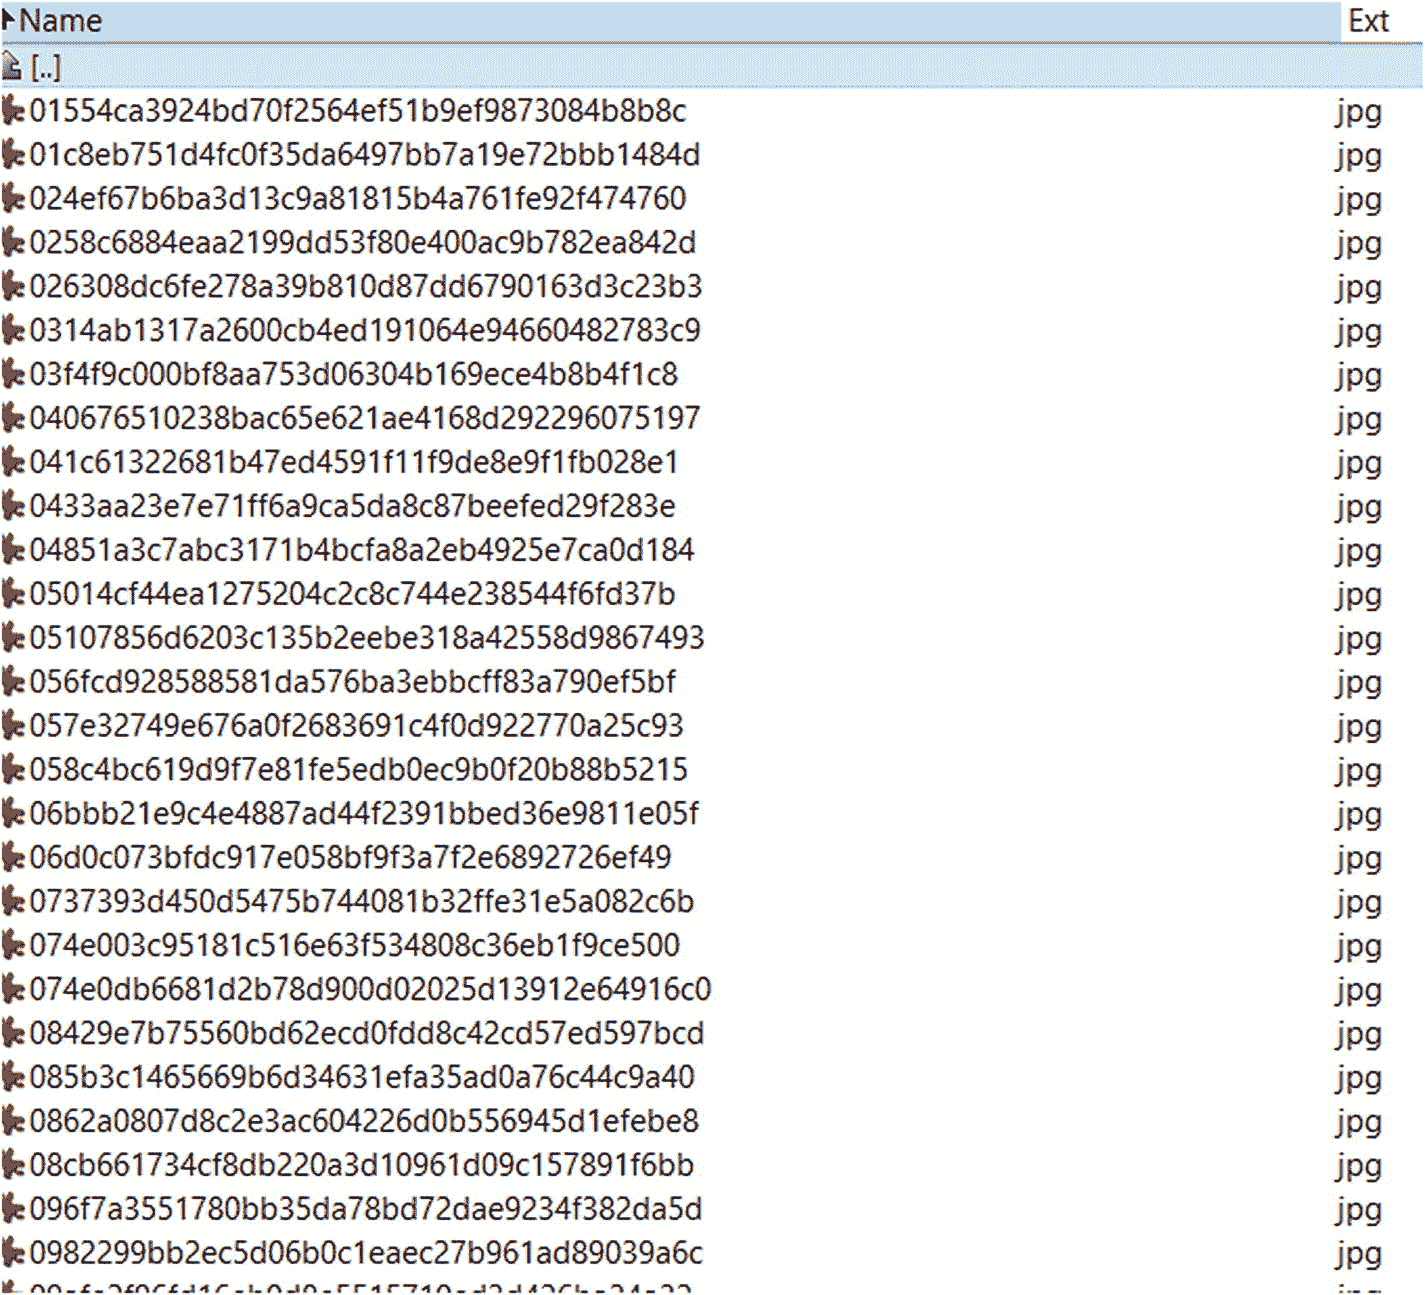 Name Ext
[..]
01554ca3924bd70f2564ef51b9ef9873084b8b8c jpg
01c8eb751d4fc0f35da6497bb7a19e72bbb1484d jpg
024ef67b6ba3d13c9a81815b4a761fe92f474760 jpg
0258c6884eaa2199dd53f80e400ac9b782ea842d jpg
026308dc6fe278a39b810d87dd6790163d3c23b3 jpg
0314ab1317a2600cb4ed191064e94660482783c9 jpg
03f4f9c000bf8aa753d06304b169ece4b8b4f1c8 jpg
040676510238bac65e621ae4168d292296075197 jpg
041c61322681b47ed4591f11f9de8e9f1fb028e1 jpg
0433aa23e7e71ff6a9ca5da8c87beefed29f283e jpg
04851a3c7abc3171b4bcfa8a2eb4925e7ca0d184 jpg
05014cf44ea1275204c2c8c744e238544f6fd37b jpg
05107856d6203c135b2eebe318a42558d9867493 jpg
056fcd928588581da576ba3ebbcff83a790ef5bf jpg
057e32749e676a0f2683691c4f0d922770a25c93 jpg
058c4bc619d9f7e81fe5edb0ec9b0f20b88b5215 jpg
06bbb21e9c4e4887ad44f2391bbed36e9811e05f jpg
06d0c073bfdc917e058bf9f3a7f2e6892726ef49 jpg
0737393d450d5475b744081b32ffe31e5a082c6b jpg
074e003c95181c516e63f534808c36eb1f9ce500 jpg
074e0db6681d2b78d900d02025d13912e64916c0 jpg
08429e7b75560bd62ecd0fdd8c42cd57ed597bcd jpg
085b3c1465669b6d34631efa35ad0a76c44c9a40 jpg
0862a0807d8c2e3ac604226d0b556945d1efebe8 jpg
08cb661734cf8db220a3d10961d09c157891f6bb jpg
096f7a3551780bb35da78bd72dae9234f382da5d jpg
0982299bb2ec5d06b0c1eaec27b961ad89039a6c jpg